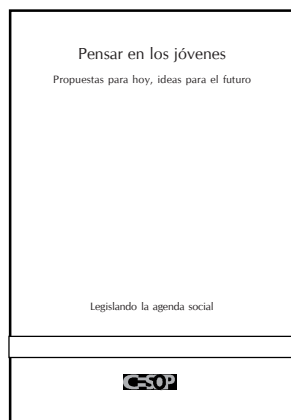 Pensar en los jóvenes
Propuestas para hoy, ideas para el futuro
Legislando la agenda social
CESOP